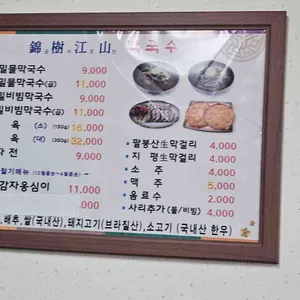 錦 樹 江 山 막국수
밀물막국수 9,000
밀물막국수(곱) 11,000
밀비빔막국수 9,000
밀비빔막국수(곱) 11,000
육 (소) (180g) 16,000
육 (대) (350g) 32,000
자전 9,000
절기메뉴
감자옹심이 11,000
,000
팔봉산生막걸리 4,000
지 평生막걸리 4,000
소 주 4,000
맥 주 5,000
음료수 2,000
사리추가 (물/비빔) 4,000
,배추,쌀(국내산), 돼지고기(브라질산), 소고기 (국내산 한우)